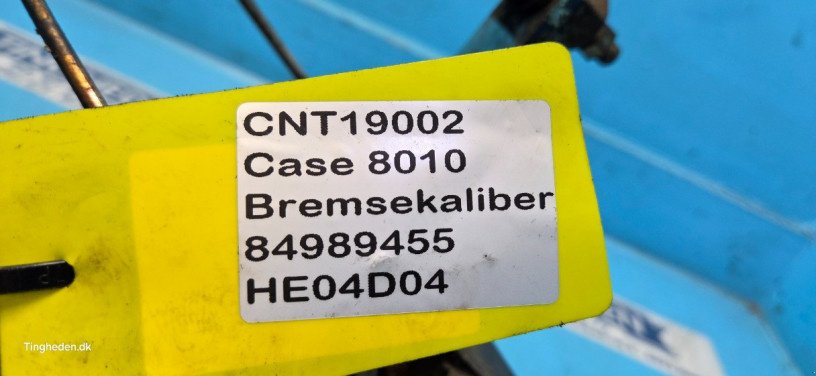 CNT19002
Case 8010
Bremsekaliber
84989455
HE04D04
Tingheden.dk